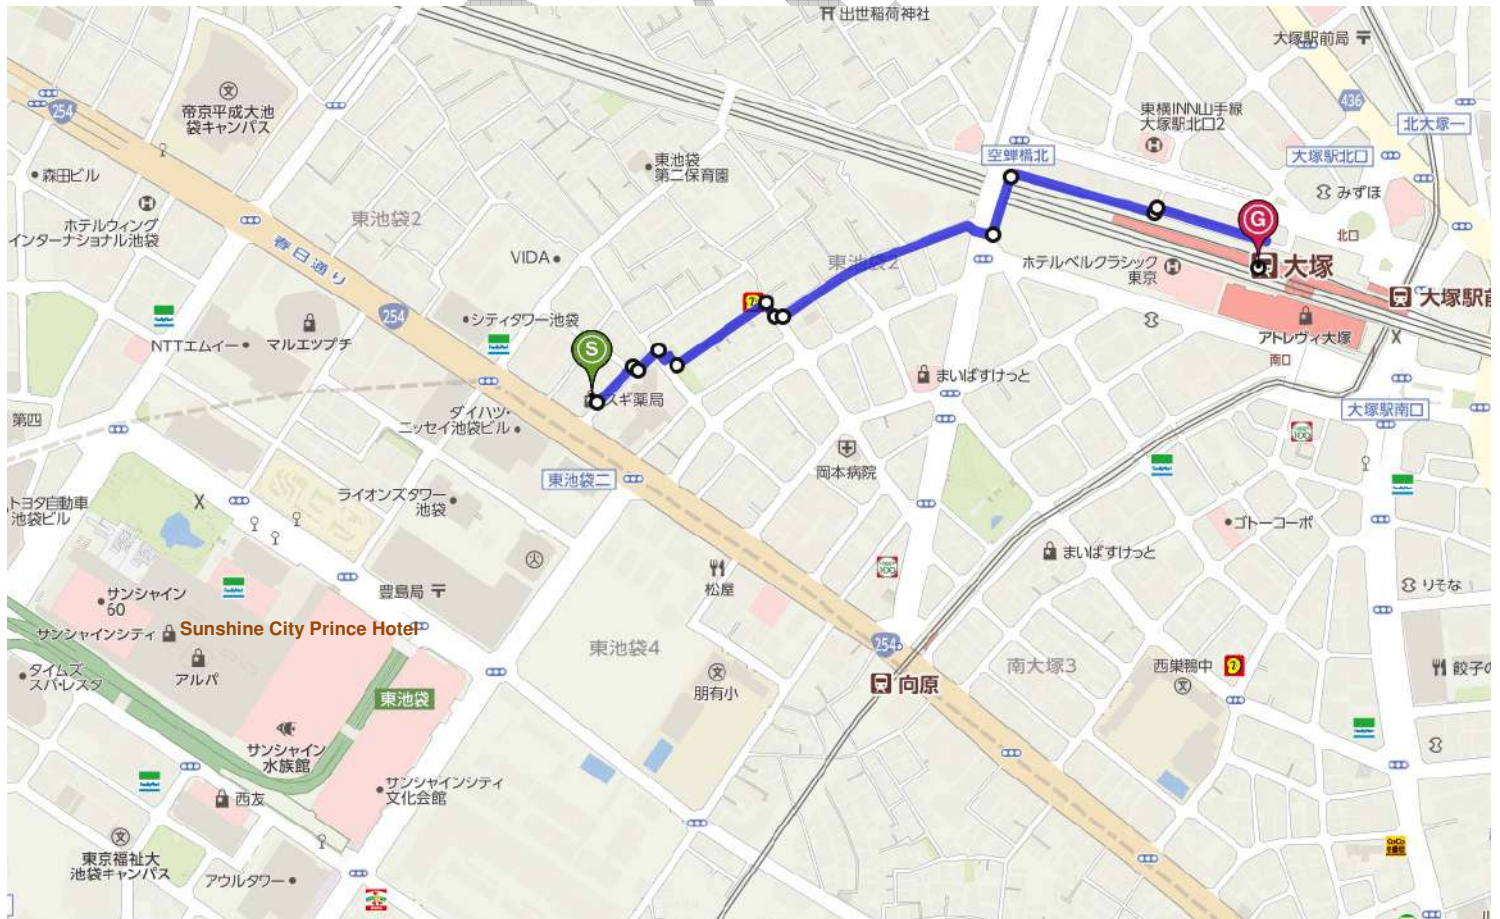 出世稲荷神社
大塚駅前局
254
帝京平成大池
袋キャンパス
東横INN山手線
大塚駅北口2
436
北大塚一
空蝉橋北
大塚駅北口
森田ビル
東池袋
第二保育園
みずほ
ホテルウィング
インターナショナル池袋
東池袋2
G
北口
春日通り
VIDA
東池袋2
ホテルベルクラシック
東京
大塚
大塚駅前
254
シティタワー池袋
NTTエムイー
マルエツプチ
S
アトレヴィ大塚
南口
スギ薬局
まいばすけっと
大塚駅南口
第四
ダイハツ・
ニッセイ池袋ビル
岡本病院
東池袋二
トヨタ自動車
池袋ビル
ライオンズタワー
池袋
ゴトーコーポ
まいばすけっと
松屋
サンシャイン
60
豊島局
りそな
サンシャインシティ
Sunshine City Prince Hotel
アルパ
東池袋4
254
タイムズ
スパ・レスタ
東池袋
朋有小
向原
南大塚3
西巣鴨中
餃子の
サンシャイン
水族館
サンシャインシティ
文化会館
西友
東京福祉大
池袋キャンパス
アウルタワー